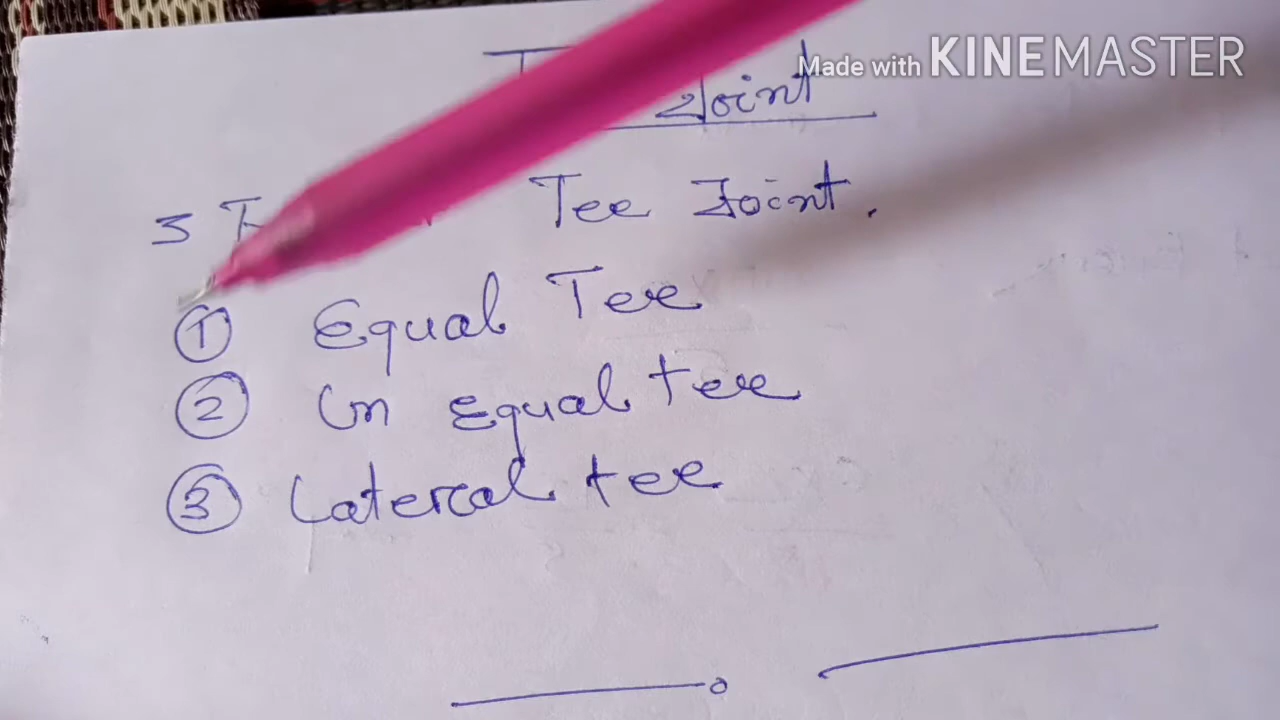 Made with KINEMASTER
Joint
3 Tee Joint.
① Equal Tee
② Un Equal tee
③ Lateral tee